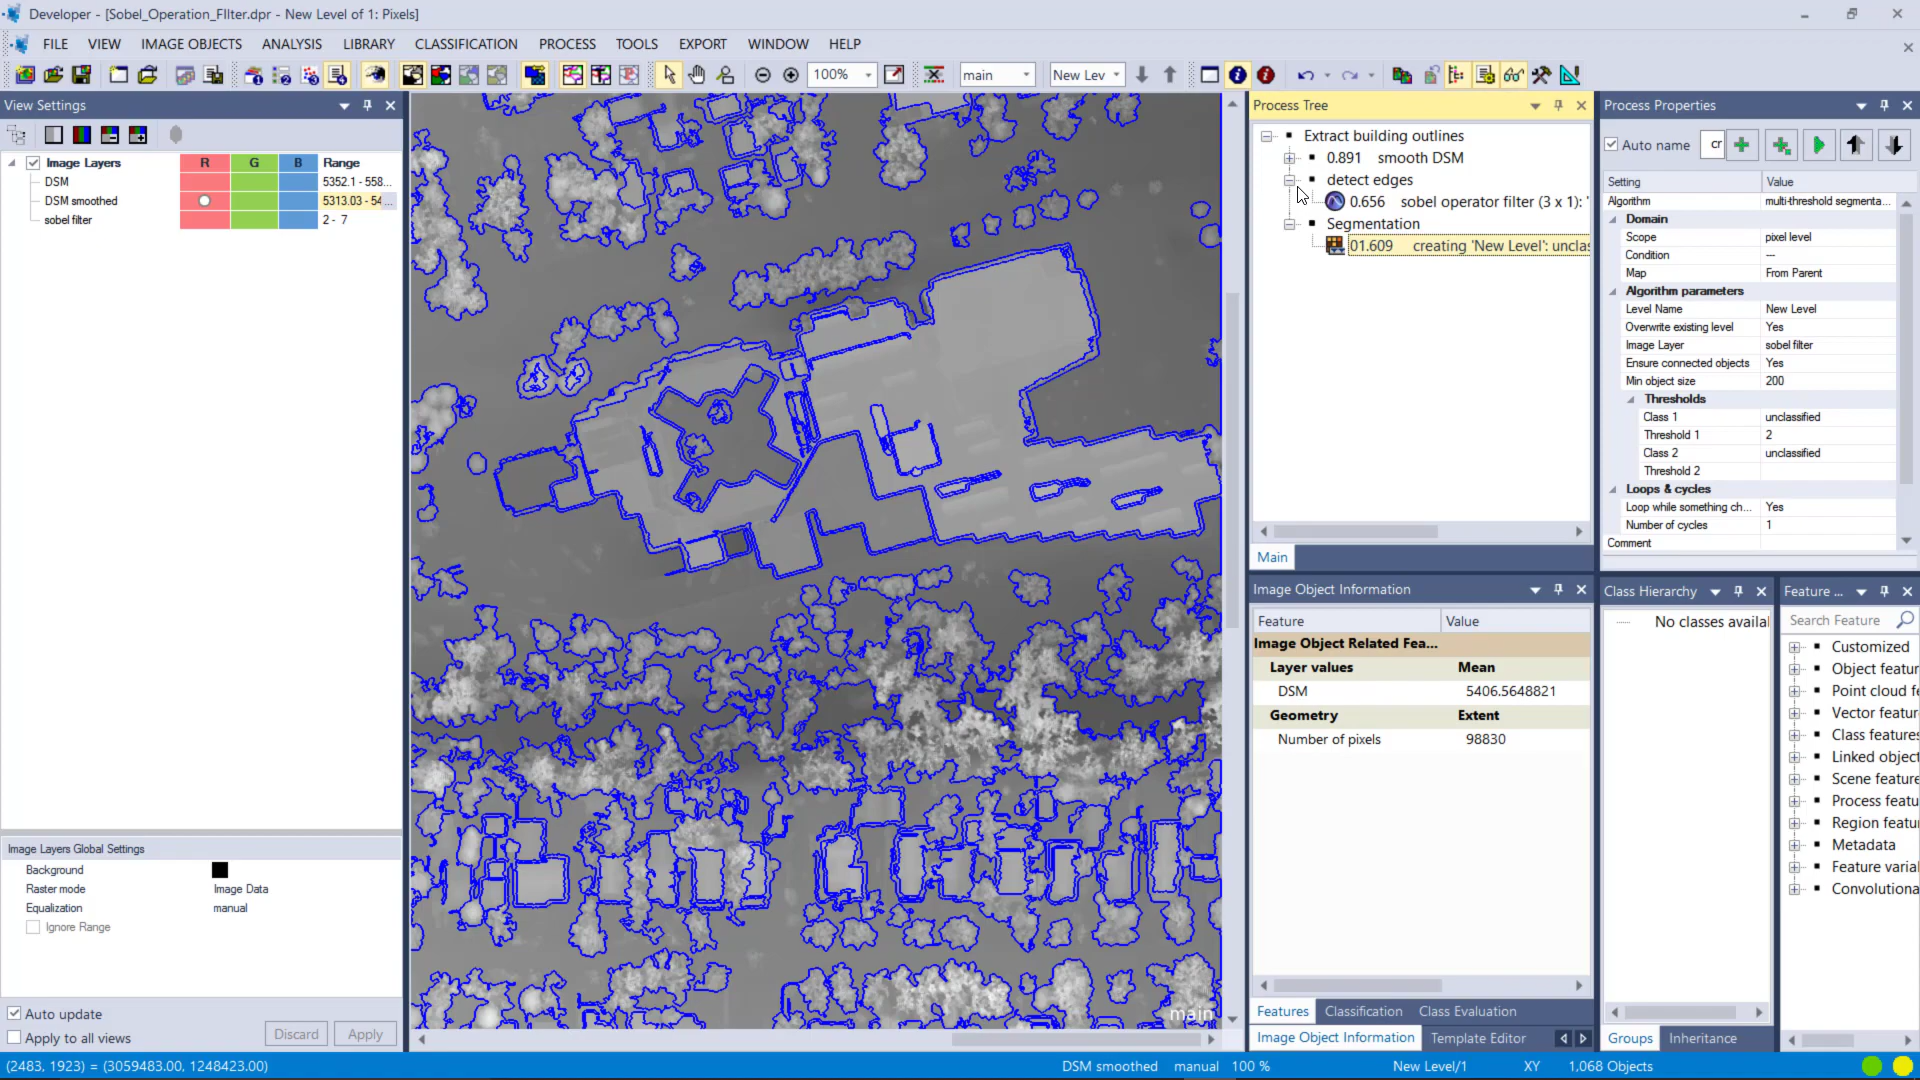 Developer - [Sobel_Operation_FIlter.dpr - New Level of 1: Pixels]
FILE VIEW IMAGE OBJECTS ANALYSIS LIBRARY CLASSIFICATION PROCESS TOOLS EXPORT WINDOW HELP
100% main New Lev
View Settings
Image Layers R G B Range
DSM 5352.1 - 558...
DSM smoothed 5313.03 - 54 ...
sobel filter 2 - 7
Image Layers Global Settings
Background
Raster mode Image Data
Equalization manual
Ignore Range
Auto update
Apply to all views Discard Apply
main
Process Tree
Extract building outlines
0.891 smooth DSM
detect edges
0.656 sobel operator filter (3 x 1): '
Segmentation
01.609 creating 'New Level': unclas
Main
Process Properties
Auto name cr
Setting Value
Algorithm multi-threshold segmenta...
Domain
Scope pixel level
Condition ---
Map From Parent
Algorithm parameters
Level Name New Level
Overwrite existing level Yes
Image Layer sobel filter
Ensure connected objects Yes
Min object size 200
Thresholds
Class 1 unclassified
Threshold 1 2
Class 2 unclassified
Threshold 2
Loops & cycles
Loop while something ch... Yes
Number of cycles 1
Comment
Image Object Information
Feature Value
Image Object Related Fea...
Layer values Mean
DSM 5406.5648821
Geometry Extent
Number of pixels 98830
Features Classification Class Evaluation
Image Object Information Template Editor
Class Hierarchy
No classes availal
Groups Inheritance
Feature ...
Search Feature
Customized
Object featur
Point cloud fe
Vector featur
Class features
Linked object
Scene feature
Process featu
Region featur
Metadata
Feature varia
Convolutiona
(2483, 1923) = (3059483.00, 1248423.00) DSM smoothed manual 100 % New Level/1 XY 1,068 Objects